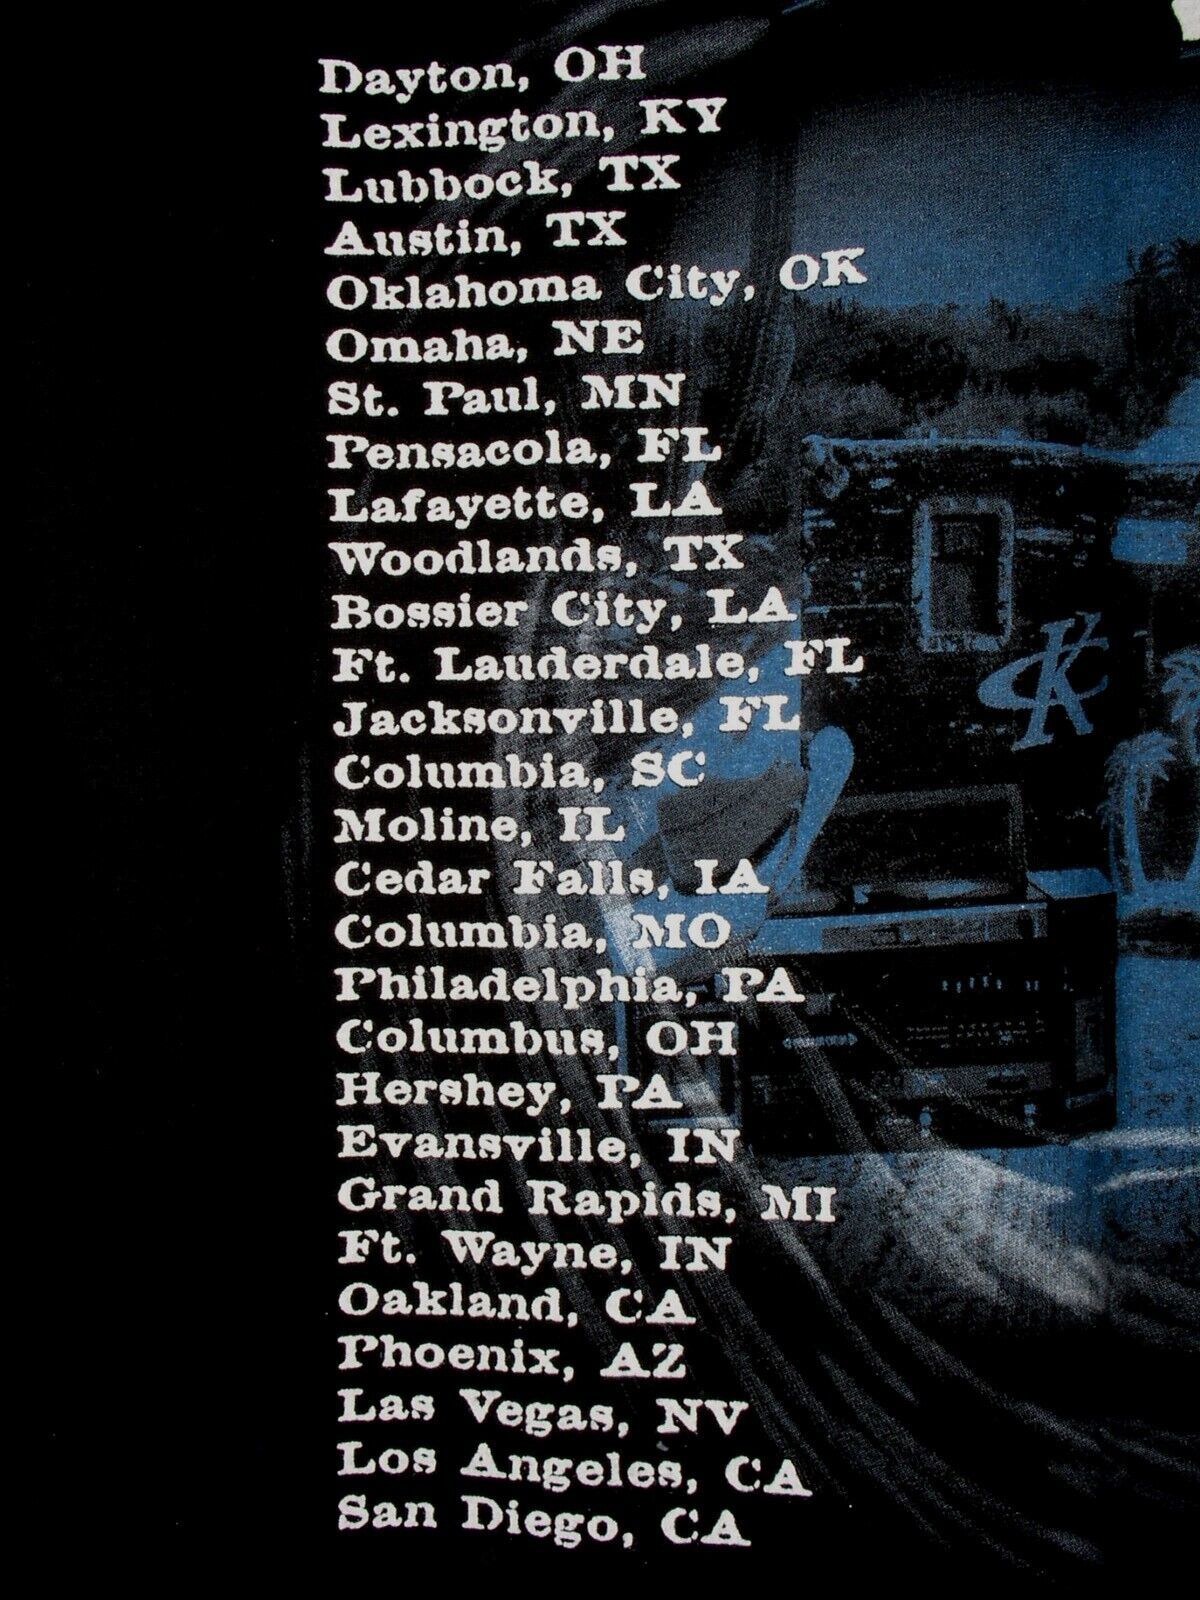 Dayton, OH
Lexington, KY
Lubbock, TX
Austin, TX
Oklahoma City, OK
Omaha, NE
St. Paul, MN
Pensacola, FL
Lafayette, LA
Woodlands, TX
Bossier City, LA
Ft. Lauderdale, FL
Jacksonville, FL
Columbia, SC
Moline, IL
Cedar Falls, IA
Columbia, MO
Philadelphia, PA
Columbus, OH
Hershey, PA
Evansville, IN
Grand Rapids, MI
Ft. Wayne, IN
Oakland, CA
Phoenix, AZ
Las Vegas, NV
Los Angeles, CA
San Diego, CA
CK